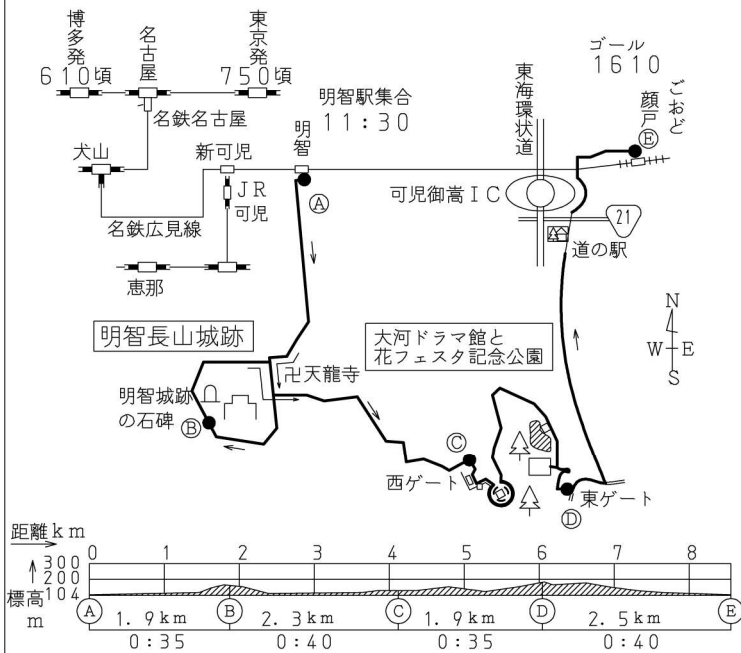 博多発
610頃
名古屋
東京発
750頃
名鉄名古屋
明智駅集合
11:30
東海環状道
ゴール
1610
ごおど
顔戸
Ⓔ
犬山
新可児
明智
JR
可児
Ⓐ
可児御嵩IC
21
道の駅
名鉄広見線
恵那
N
W E
S
明智長山城跡
卍天龍寺
大河ドラマ館と
花フェスタ記念公園
明智城跡
の石碑
Ⓑ
Ⓒ
西ゲート
東ゲート
Ⓓ
距離km
0 1 2 3 4 5 6 7 8
300
200
104
標高
m
Ⓐ Ⓑ Ⓒ Ⓓ Ⓔ
1.9km 2.3km 1.9km 2.5km
0:35 0:40 0:35 0:40